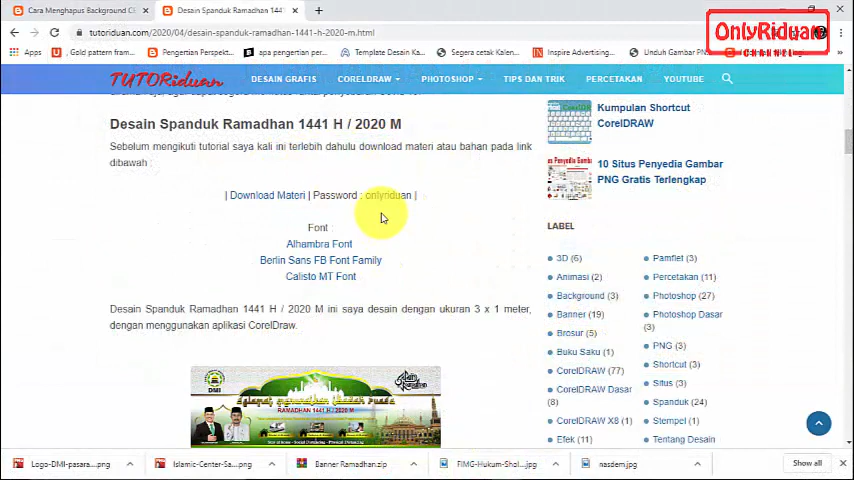 Cara Menghapus Background CE
Desain Spanduk Ramadhan 1441
tutoriduan.com/2020/04/desain-spanduk-ramadhan-1441-h-2020-m.html
OnlyRiduan
Apps
, Gold pattern fram...
Pengertian Perspekt...
apa pengertian per...
Template Desain Ka...
Segera cetak Kalen...
Inspire Advertising...
Unduh Gambar PN
TUTORiduan
DESAIN GRAFIS
CORELDRAW
PHOTOSHOP
TIPS DAN TRIK
PERCETAKAN
YOUTUBE
Desain Spanduk Ramadhan 1441 H / 2020 M
Sebelum mengikuti tutorial saya kali ini terlebih dahulu download materi atau bahan pada link
dibawah :
| Download Materi | Password : onlyriduan |
Font :
Alhambra Font
Berlin Sans FB Font Family
Calisto MT Font
Desain Spanduk Ramadhan 1441 H / 2020 M ini saya desain dengan ukuran 3 x 1 meter,
dengan menggunakan aplikasi CorelDraw.
DMI
RAMADHAN 1441 H / 2020 M
Kumpulan Shortcut
CorelDRAW
10 Situs Penyedia Gambar
PNG Gratis Terlengkap
LABEL
3D (6)
Animasi (2)
Background (3)
Banner (19)
Brosur (5)
Buku Saku (1)
CorelDRAW (77)
CorelDRAW Dasar
(8)
CorelDRAW X8 (1)
Efek (11)
Pamflet (3)
Percetakan (11)
Photoshop (27)
Photoshop Dasar
(3)
PNG (3)
Shortcut (3)
Situs (3)
Spanduk (24)
Stempel (1)
Tentang Desain
Logo-DMI-pasara....png
Islamic-Center-Sa....png
Banner Ramadhan.zip
FIMG-Hukum-Shol....jpg
nasdem.jpg
Show all